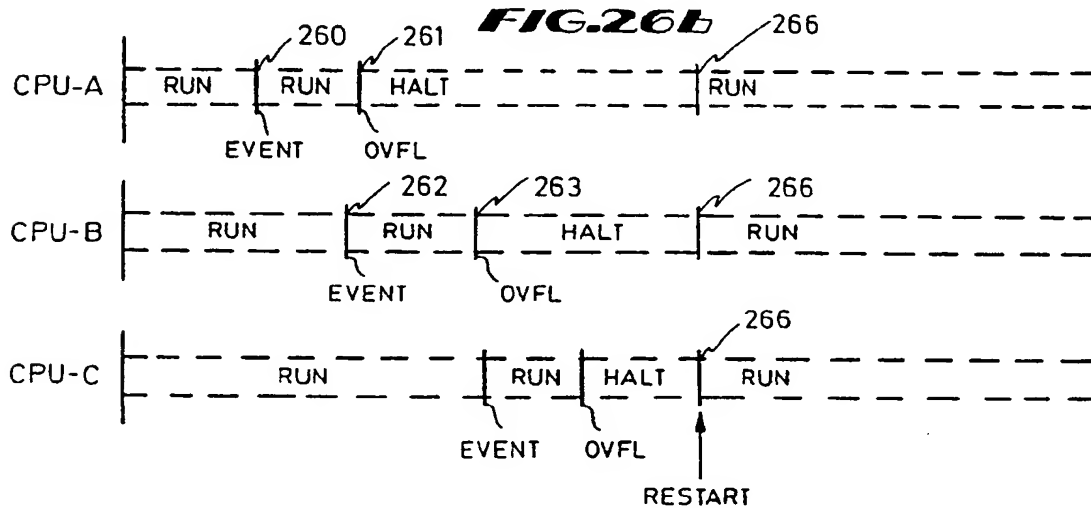 FIG.26b
260 261 266
CPU-A RUN RUN HALT RUN
EVENT OVFL
262 263 266
CPU-B RUN RUN HALT RUN
EVENT OVFL
266
CPU-C RUN RUN HALT RUN
EVENT OVFL
RESTART